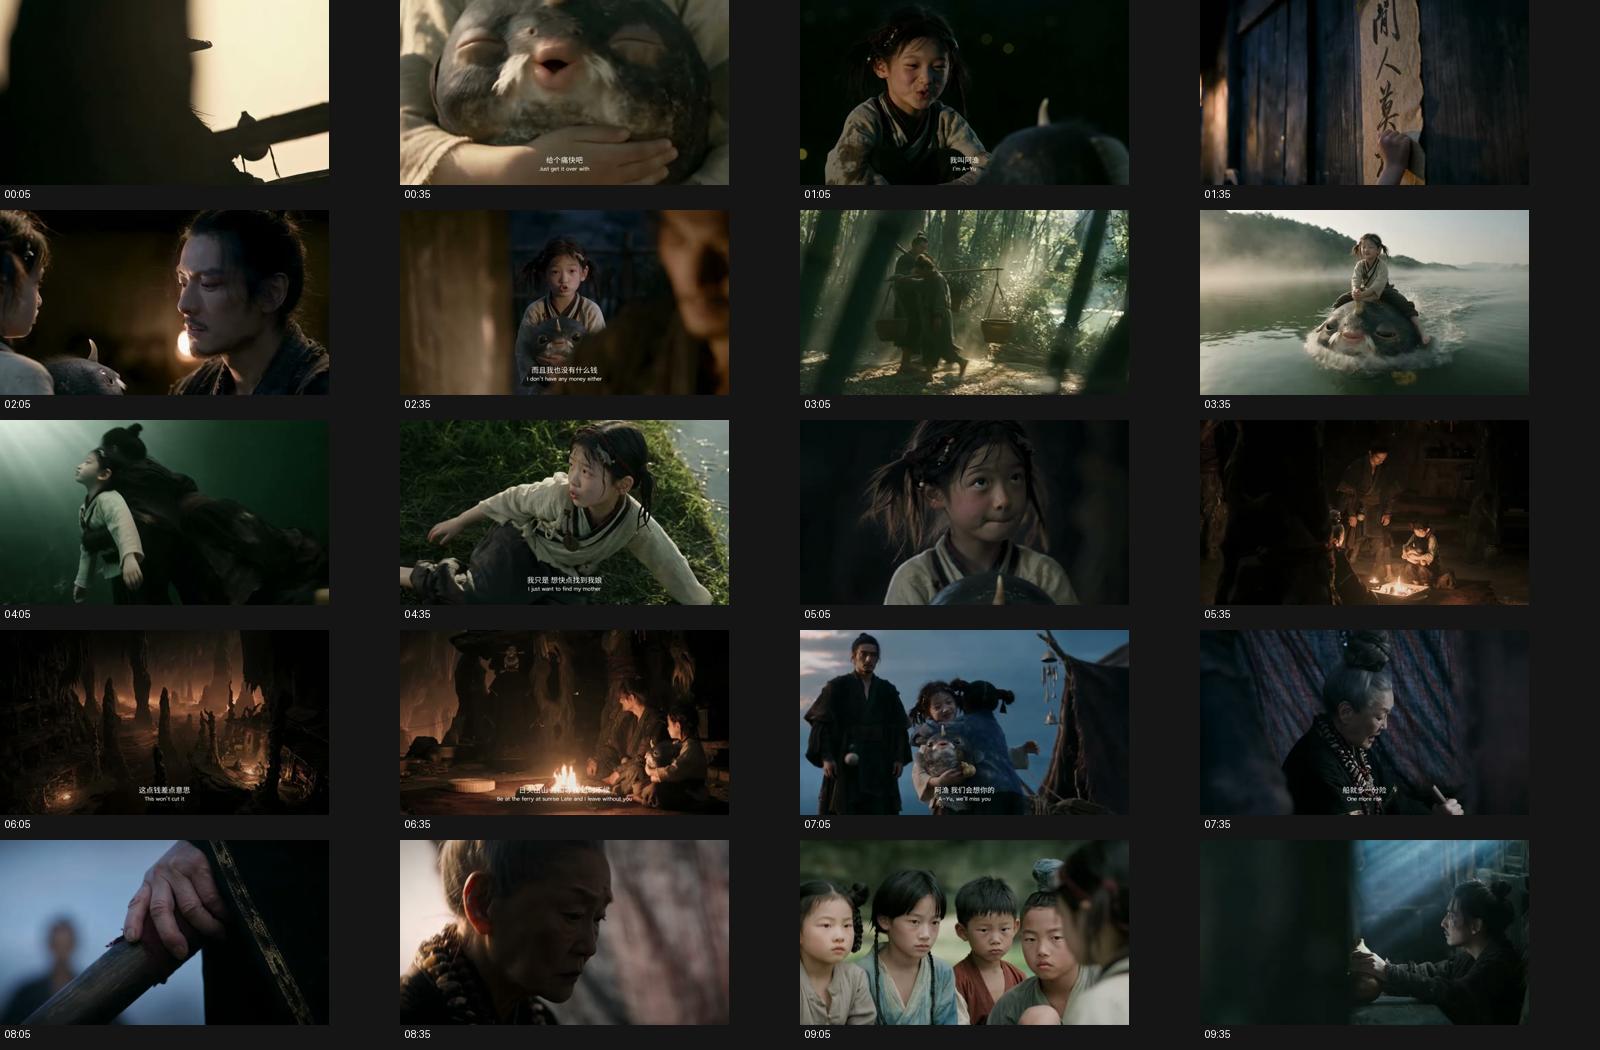 00:05
给个痛快吧
Just get it over with
00:35
我叫阿渔
I'm A-Yu
01:05
閒人莫
01:35
02:05
而且我也没有什么钱
I don't have any money either
02:35
03:05
03:35
04:05
我只是 想快点找到我娘
I just want to find my mother
04:35
05:05
05:35
这点钱差点意思
This won't cut it
06:05
Be at the ferry at sunrise Late and I leave without you
06:35
阿渔 我们会想你的
A-Yu, we'll miss you
07:05
船就多一分险
One more risk
07:35
08:05
08:35
09:05
09:35